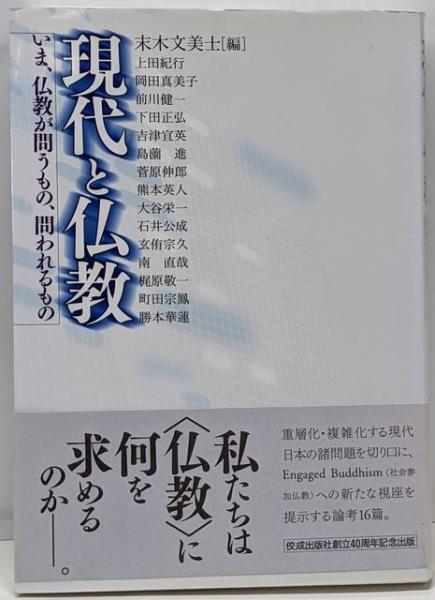 現代と仏教
いま、仏教が問うもの、問われるもの
末木文美士[編]
上田紀行
岡田真美子
前川健一
下田正弘
吉津宜英
島薗 進
菅原伸郎
熊本英人
大谷栄一
石井公成
玄侑宗久
南 直哉
梶原敬一
町田宗鳳
勝本華蓮
私たちは
〈仏教〉に
何を
求める
のか――。
重層化・複雑化する現代
日本の諸問題を切り口に、
Engaged Buddhism（社会参
加仏教）への新たな視座を
提示する論考16篇。
佼成出版社創立40周年記念出版